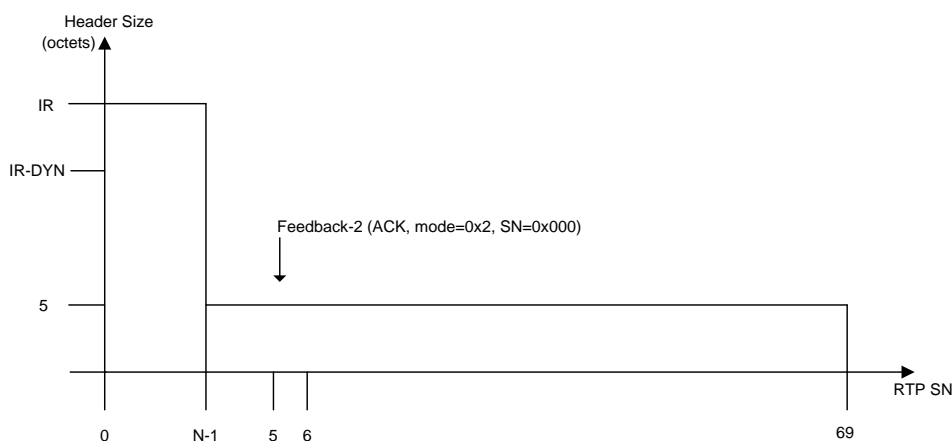 Header Size
(octets)
IR
IR-DYN
Feedback-2 (ACK, mode=0x2, SN=0x000)
5
RTP SN
0
N-1
5
6
69